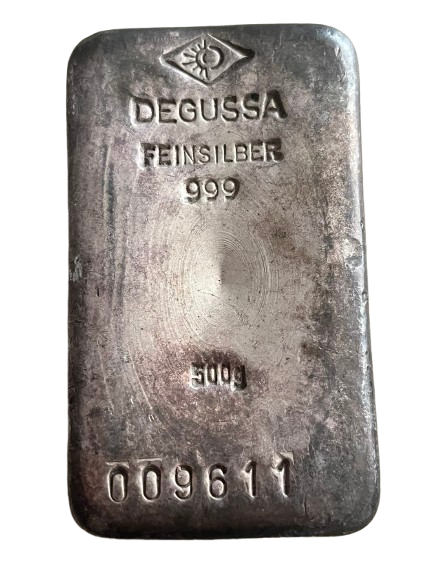 DEGUSSA
FEINSILBER
999
500g
009611